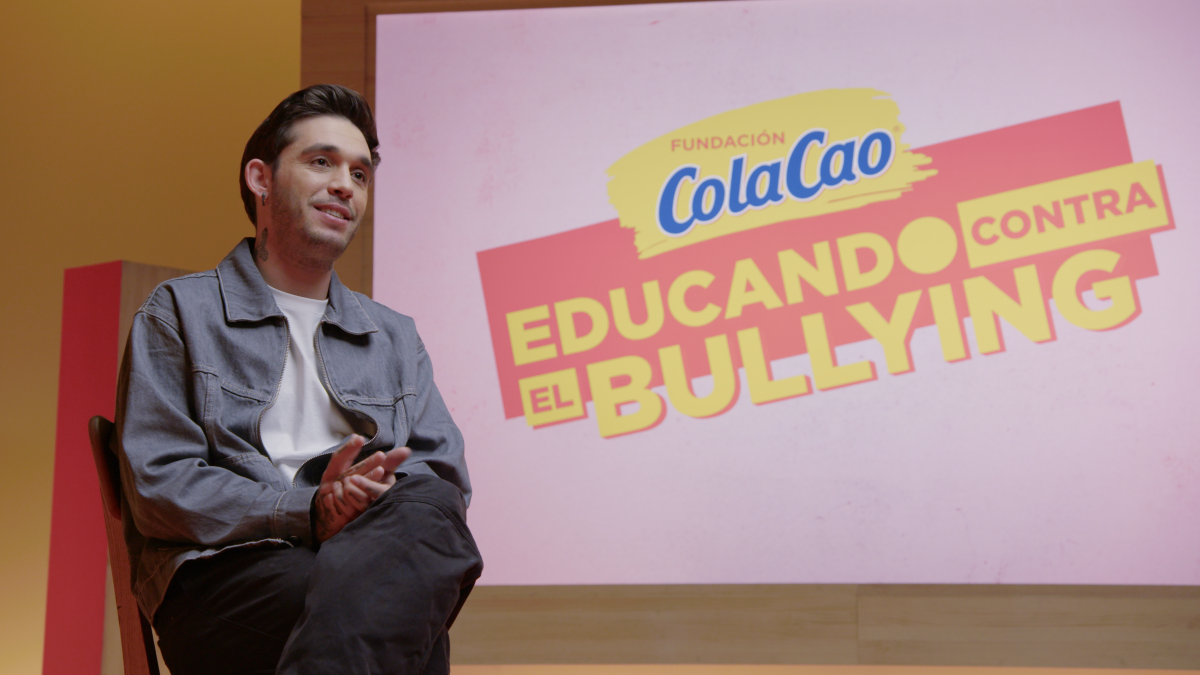 FUNDACIÓN
ColaCao
EDUCANDO CONTRA
EL BULLYING